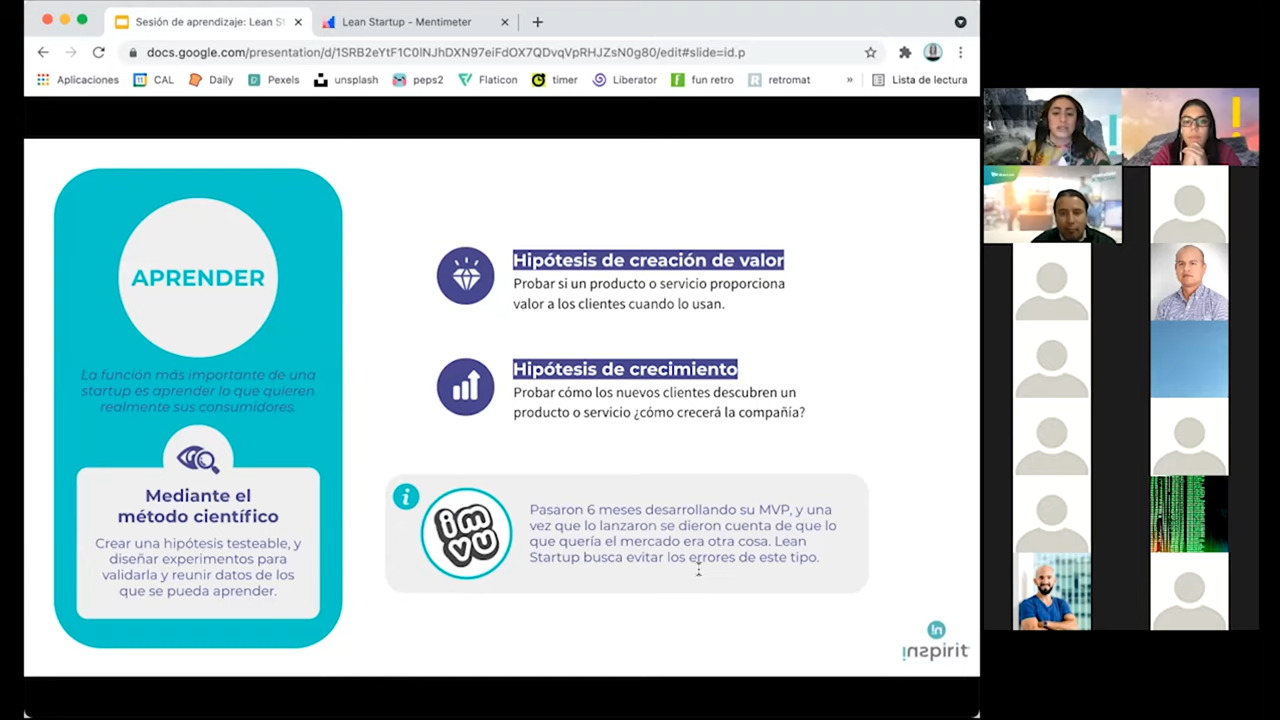 Sesión de aprendizaje: Lean S
Lean Startup - Mentimeter
docs.google.com/presentation/d/1SRB2eYtF1C0lNJhDXN97eiFdOX7QDvqVpRHJZsN0g80/edit#slide=id.p
Aplicaciones
CAL
Daily
Pexels
unsplash
peps2
Flaticon
timer
Liberator
fun retro
retromat
»
Lista de lectura
APRENDER
La función más importante de una
startup es aprender lo que quieren
realmente sus consumidores.
Mediante el
método científico
Crear una hipótesis testeable, y
diseñar experimentos para
validarla y reunir datos de los
que se pueda aprender.
Hipótesis de creación de valor
Probar si un producto o servicio proporciona
valor a los clientes cuando lo usan.
Hipótesis de crecimiento
Probar cómo los nuevos clientes descubren un
producto o servicio ¿cómo crecerá la compañía?
i
im
vu
Pasaron 6 meses desarrollando su MVP, y una
vez que lo lanzaron se dieron cuenta de que lo
que quería el mercado era otra cosa. Lean
Startup busca evitar los errores de este tipo.
inspirit